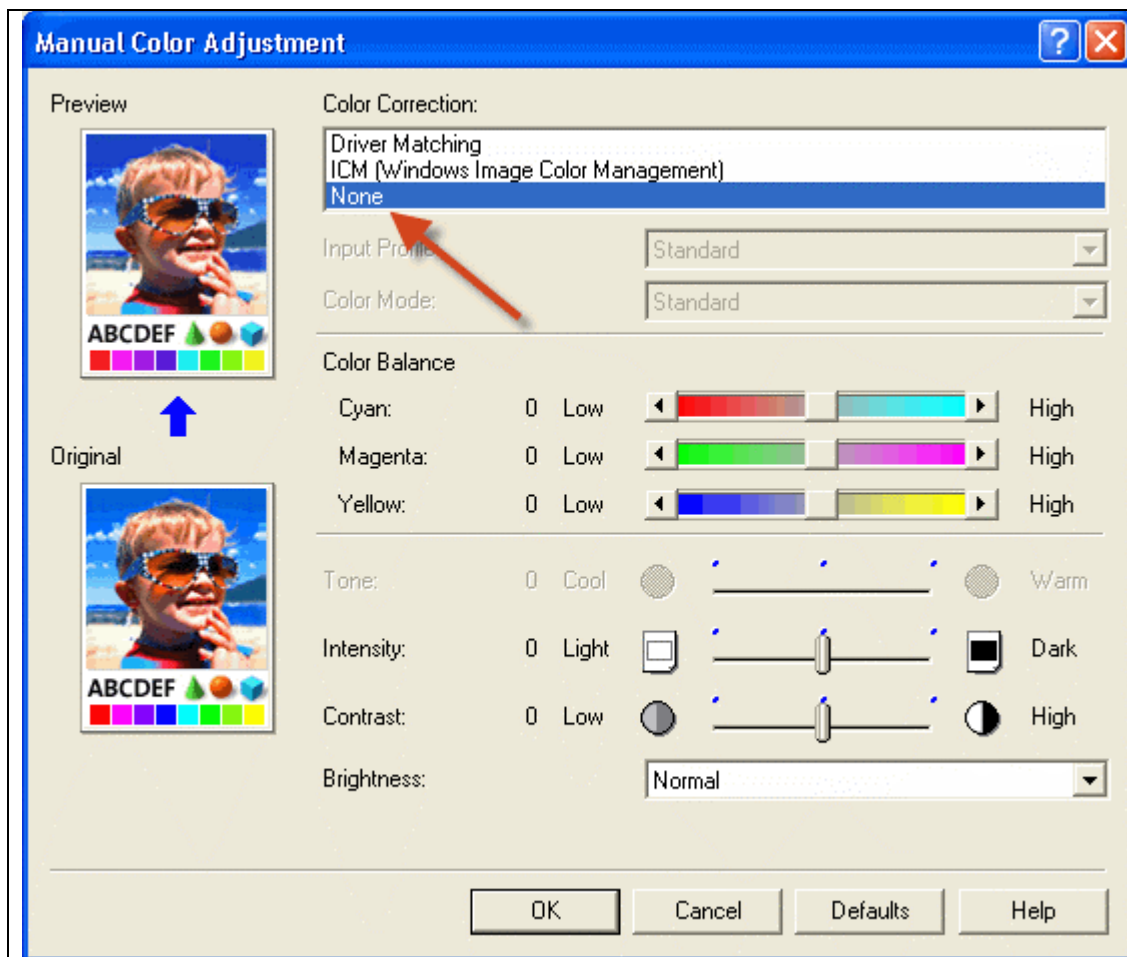 Manual Color Adjustment
Preview
Color Correction:
Driver Matching
ICM (Windows Image Color Management)
None
Input Profile:
Standard
Color Mode:
Standard
ABCDEF
Color Balance
Cyan: 0 Low High
Original
Magenta: 0 Low High
Yellow: 0 Low High
Tone: 0 Cool Warm
Intensity: 0 Light Dark
ABCDEF
Contrast: 0 Low High
Brightness: Normal
OK Cancel Defaults Help